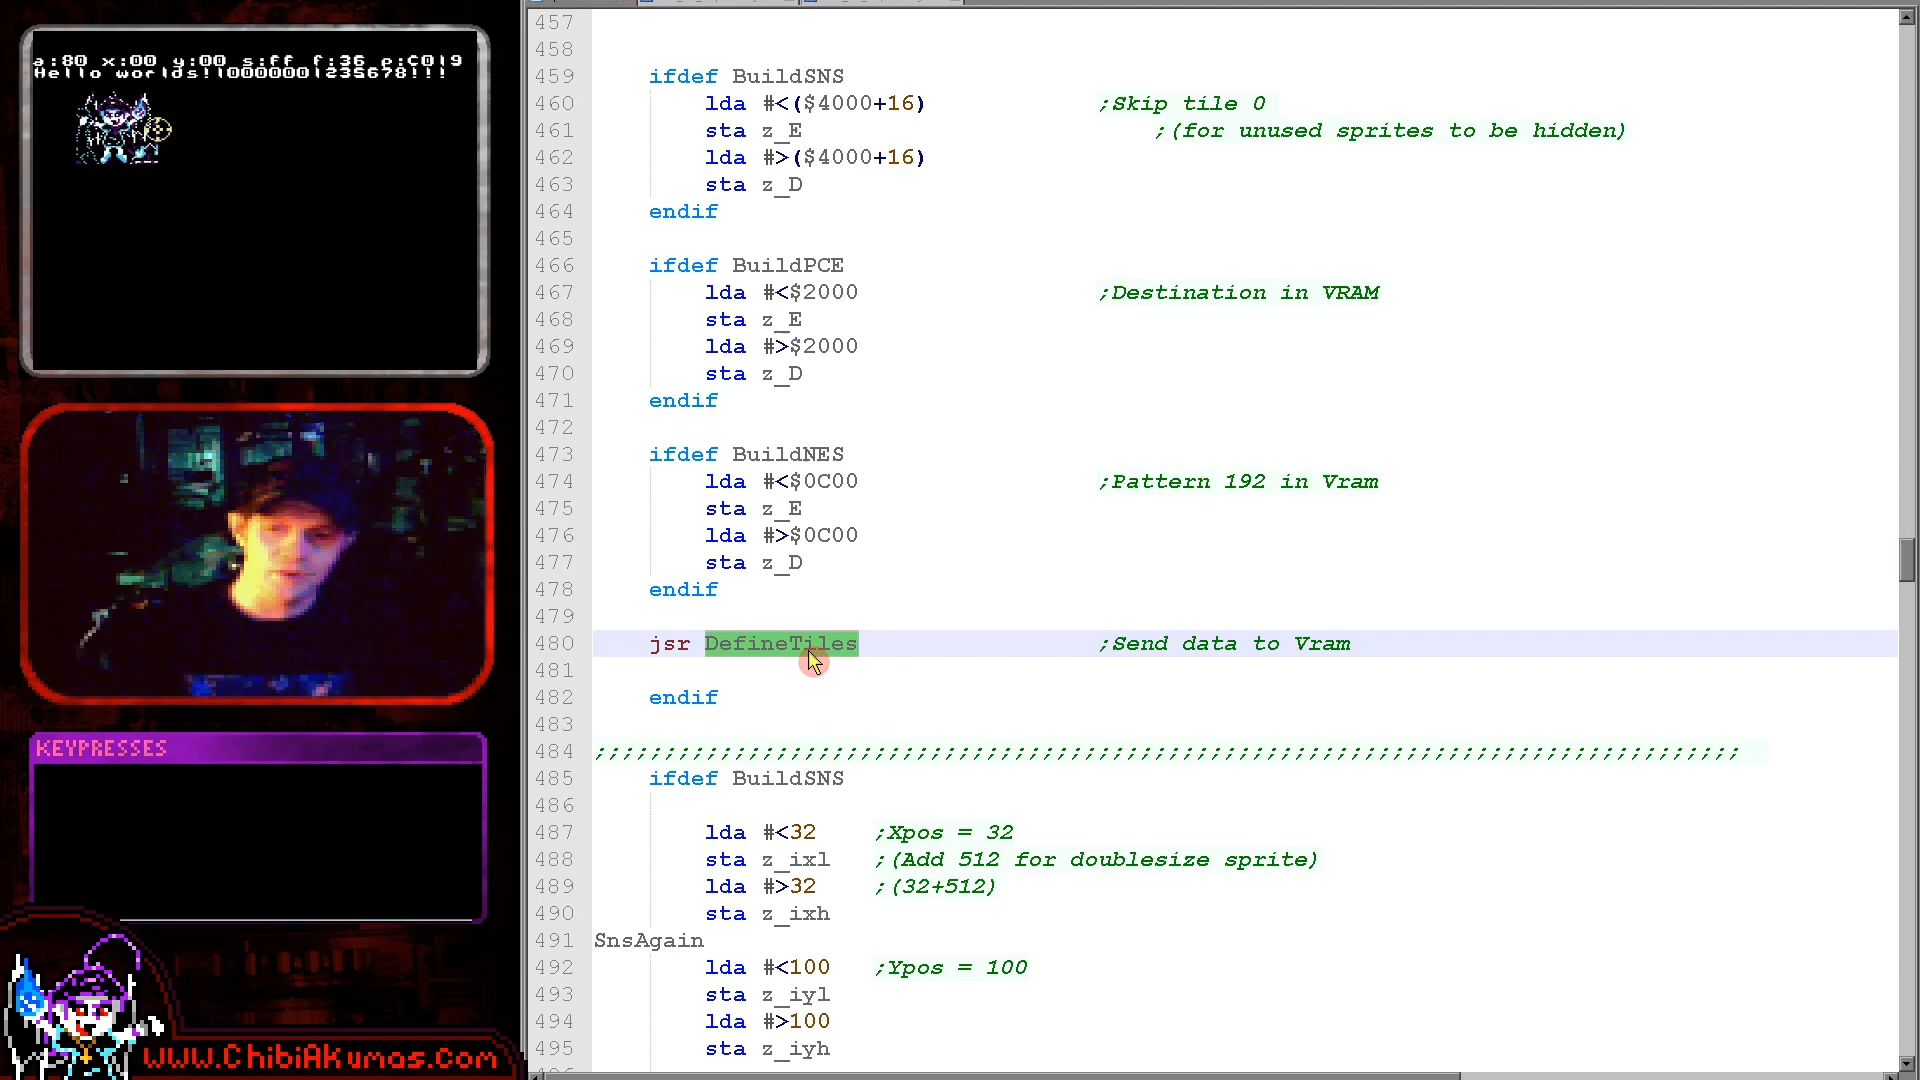 a:80 x:00 y:00 s:ff f:36 p:C019
Hello worlds!10000001235678!!!
KEYPRESSES
www.ChibiAkumas.com
457
458
459 ifdef BuildSNS
460 lda #<($4000+16) ;Skip tile 0
461 sta z_E ;(for unused sprites to be hidden)
462 lda #>($4000+16)
463 sta z_D
464 endif
465
466 ifdef BuildPCE
467 lda #<$2000 ;Destination in VRAM
468 sta z_E
469 lda #>$2000
470 sta z_D
471 endif
472
473 ifdef BuildNES
474 lda #<$0C00 ;Pattern 192 in Vram
475 sta z_E
476 lda #>$0C00
477 sta z_D
478 endif
479
480 jsr DefineTiles ;Send data to Vram
481
482 endif
483
484 ;;;;;;;;;;;;;;;;;;;;;;;;;;;;;;;;;;;;;;;;;;;;;;;;;;;;;;;;;;;;;;;;;;;;;;;;;;;;;;;;;;
485 ifdef BuildSNS
486
487 lda #<32 ;Xpos = 32
488 sta z_ixl ;(Add 512 for doublesize sprite)
489 lda #>32 ;(32+512)
490 sta z_ixh
491 SnsAgain
492 lda #<100 ;Ypos = 100
493 sta z_iyl
494 lda #>100
495 sta z_iyh